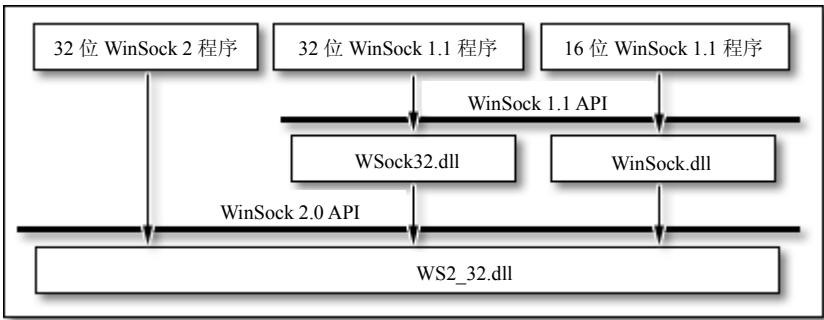 32 位 WinSock 2 程序
32 位 WinSock 1.1 程序
16 位 WinSock 1.1 程序
WinSock 1.1 API
WSock32.dll
WinSock.dll
WinSock 2.0 API
WS2_32.dll